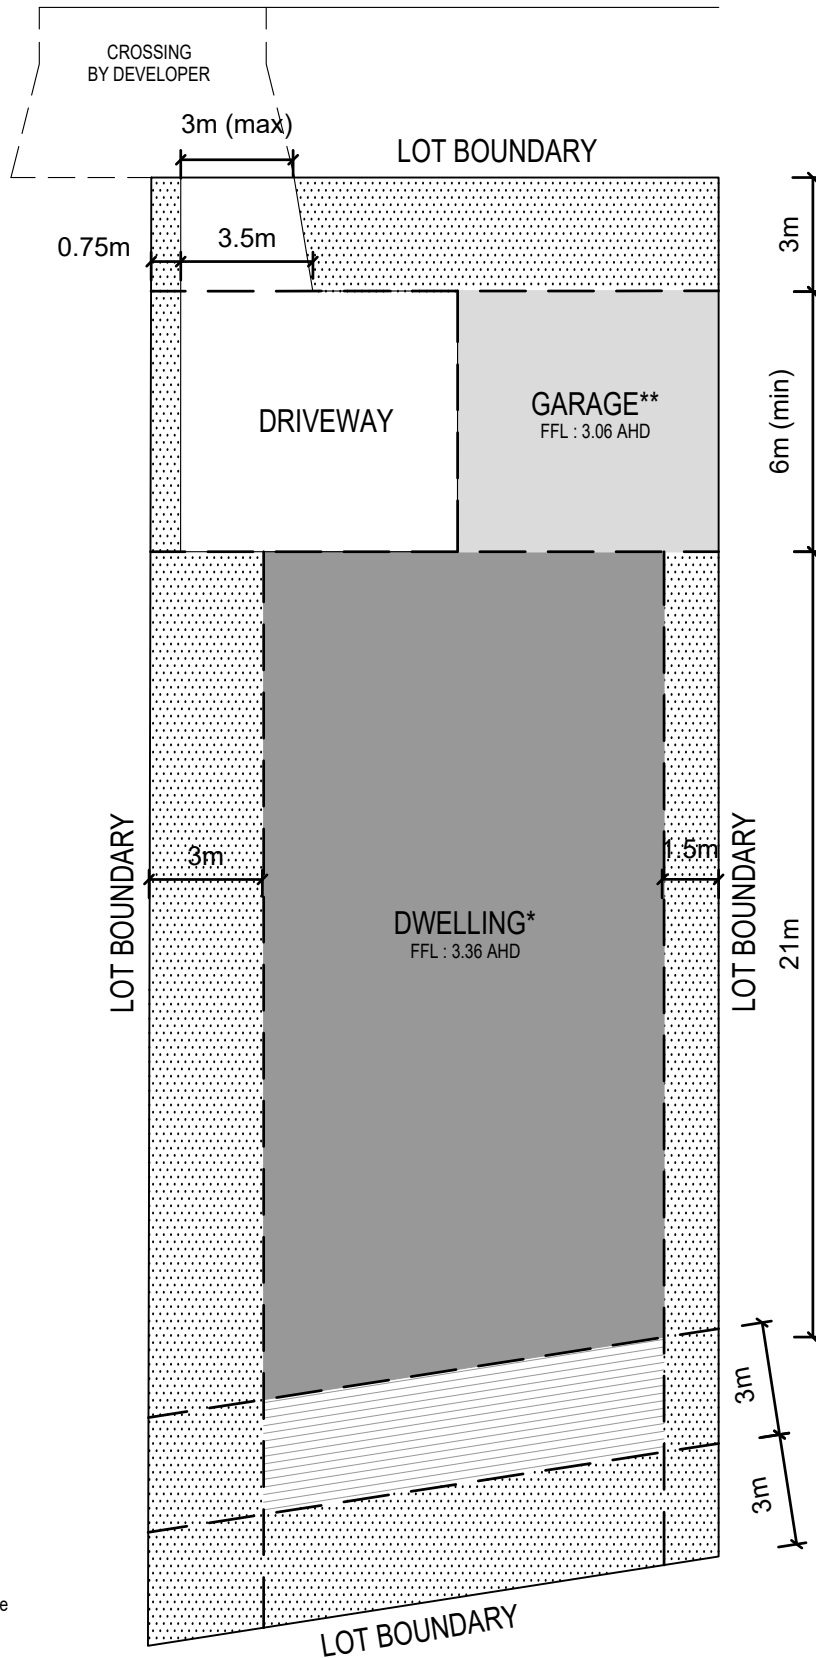 CROSSING
BY DEVELOPER
3m (max)
LOT BOUNDARY
0.75m
3.5m
3m
DRIVEWAY
GARAGE**
FFL : 3.06 AHD
6m (min)
LOT BOUNDARY
3m
DWELLING*
FFL : 3.36 AHD
1.5m
LOT BOUNDARY
21m
3m
3m
LOT BOUNDARY